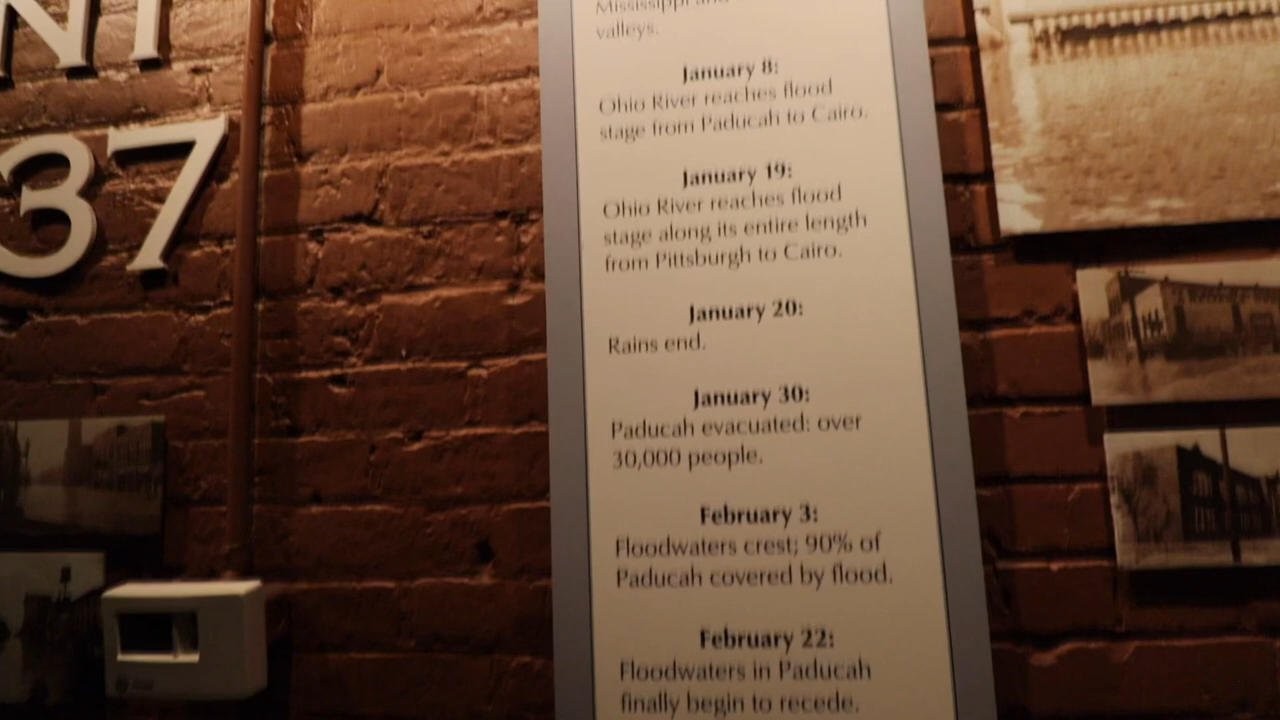 NI
37
Mississippi and
valleys.
January 8:
Ohio River reaches flood
stage from Paducah to Cairo.
January 19:
Ohio River reaches flood
stage along its entire length
from Pittsburgh to Cairo.
January 20:
Rains end.
January 30:
Paducah evacuated: over
30,000 people.
February 3:
Floodwaters crest; 90% of
Paducah covered by flood.
February 22:
Floodwaters in Paducah
finally begin to recede.